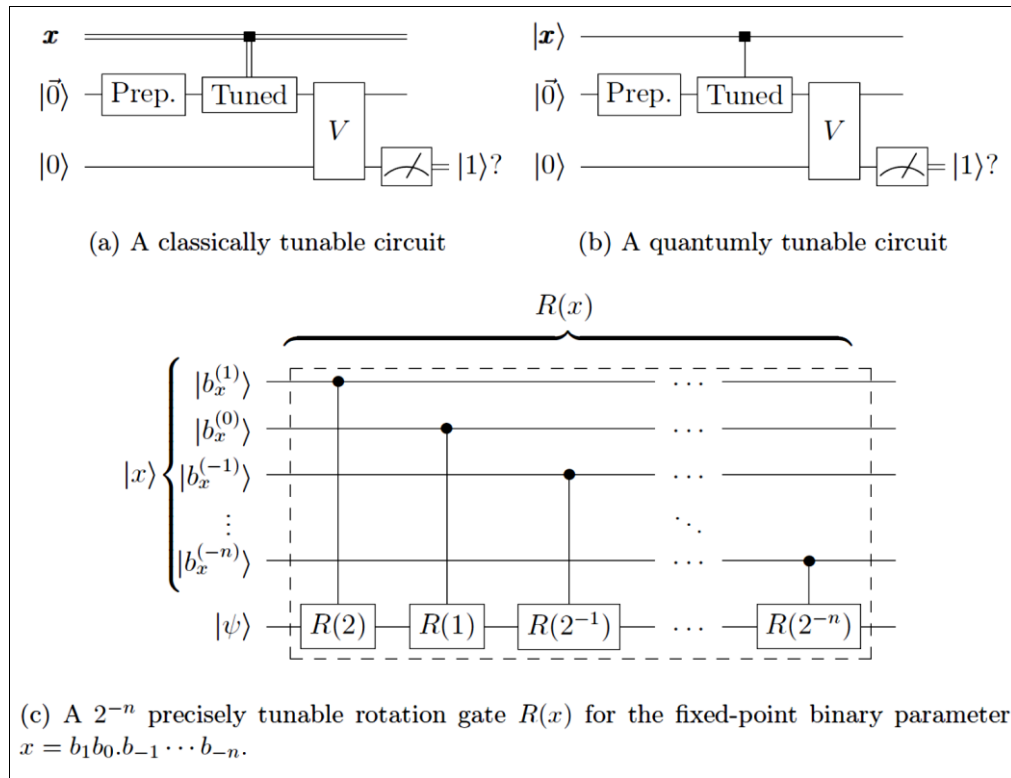 x |x⟩
|0⃗⟩ Prep. Tuned |0⃗⟩ Prep. Tuned
V V
|0⟩ |1⟩? |0⟩ |1⟩?
(a) A classically tunable circuit (b) A quantumly tunable circuit
R(x)
|b_x^{(1)}⟩ ···
|b_x^{(0)}⟩ ···
|x⟩ |b_x^{(-1)}⟩ ···
⋮ ⋱
|b_x^{(-n)}⟩ ···
|ψ⟩ R(2) R(1) R(2^{-1}) ··· R(2^{-n})
(c) A 2^{-n} precisely tunable rotation gate R(x) for the fixed-point binary parameter
x = b_1b_0.b_{-1} ··· b_{-n}.